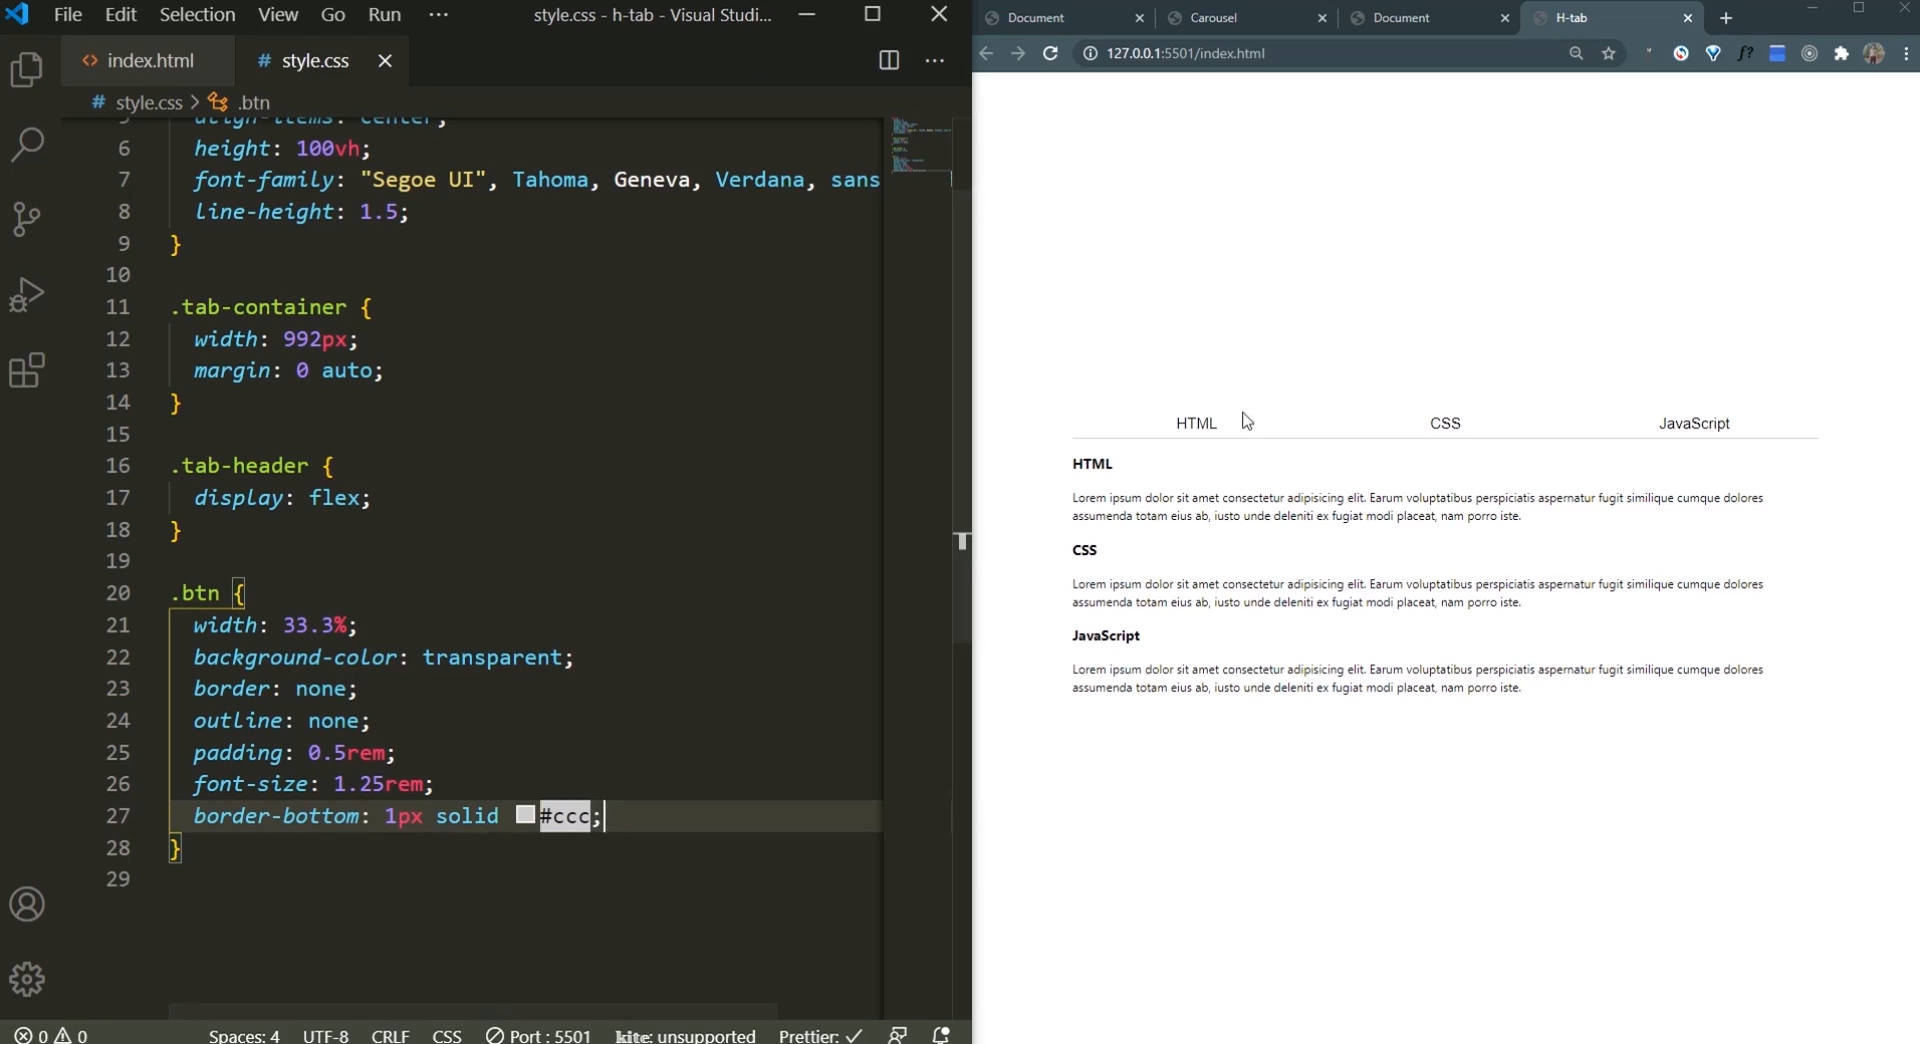 File Edit Selection View Go Run ··· style.css - h-tab - Visual Studi...
index.html # style.css
# style.css > .btn
5 align-items: center;
6 height: 100vh;
7 font-family: "Segoe UI", Tahoma, Geneva, Verdana, sans
8 line-height: 1.5;
9 }
10
11 .tab-container {
12 width: 992px;
13 margin: 0 auto;
14 }
15
16 .tab-header {
17 display: flex;
18 }
19
20 .btn {
21 width: 33.3%;
22 background-color: transparent;
23 border: none;
24 outline: none;
25 padding: 0.5rem;
26 font-size: 1.25rem;
27 border-bottom: 1px solid #ccc;
28 }
29
0 0 Spaces: 4 UTF-8 CRLF CSS Port : 5501 kite: unsupported Prettier: ✓
Document Carousel Document H-tab
127.0.0.1:5501/index.html f?
HTML CSS JavaScript
HTML
Lorem ipsum dolor sit amet consectetur adipisicing elit. Earum voluptatibus perspiciatis aspernatur fugit similique cumque dolores
assumenda totam eius ab, iusto unde deleniti ex fugiat modi placeat, nam porro iste.
CSS
Lorem ipsum dolor sit amet consectetur adipisicing elit. Earum voluptatibus perspiciatis aspernatur fugit similique cumque dolores
assumenda totam eius ab, iusto unde deleniti ex fugiat modi placeat, nam porro iste.
JavaScript
Lorem ipsum dolor sit amet consectetur adipisicing elit. Earum voluptatibus perspiciatis aspernatur fugit similique cumque dolores
assumenda totam eius ab, iusto unde deleniti ex fugiat modi placeat, nam porro iste.